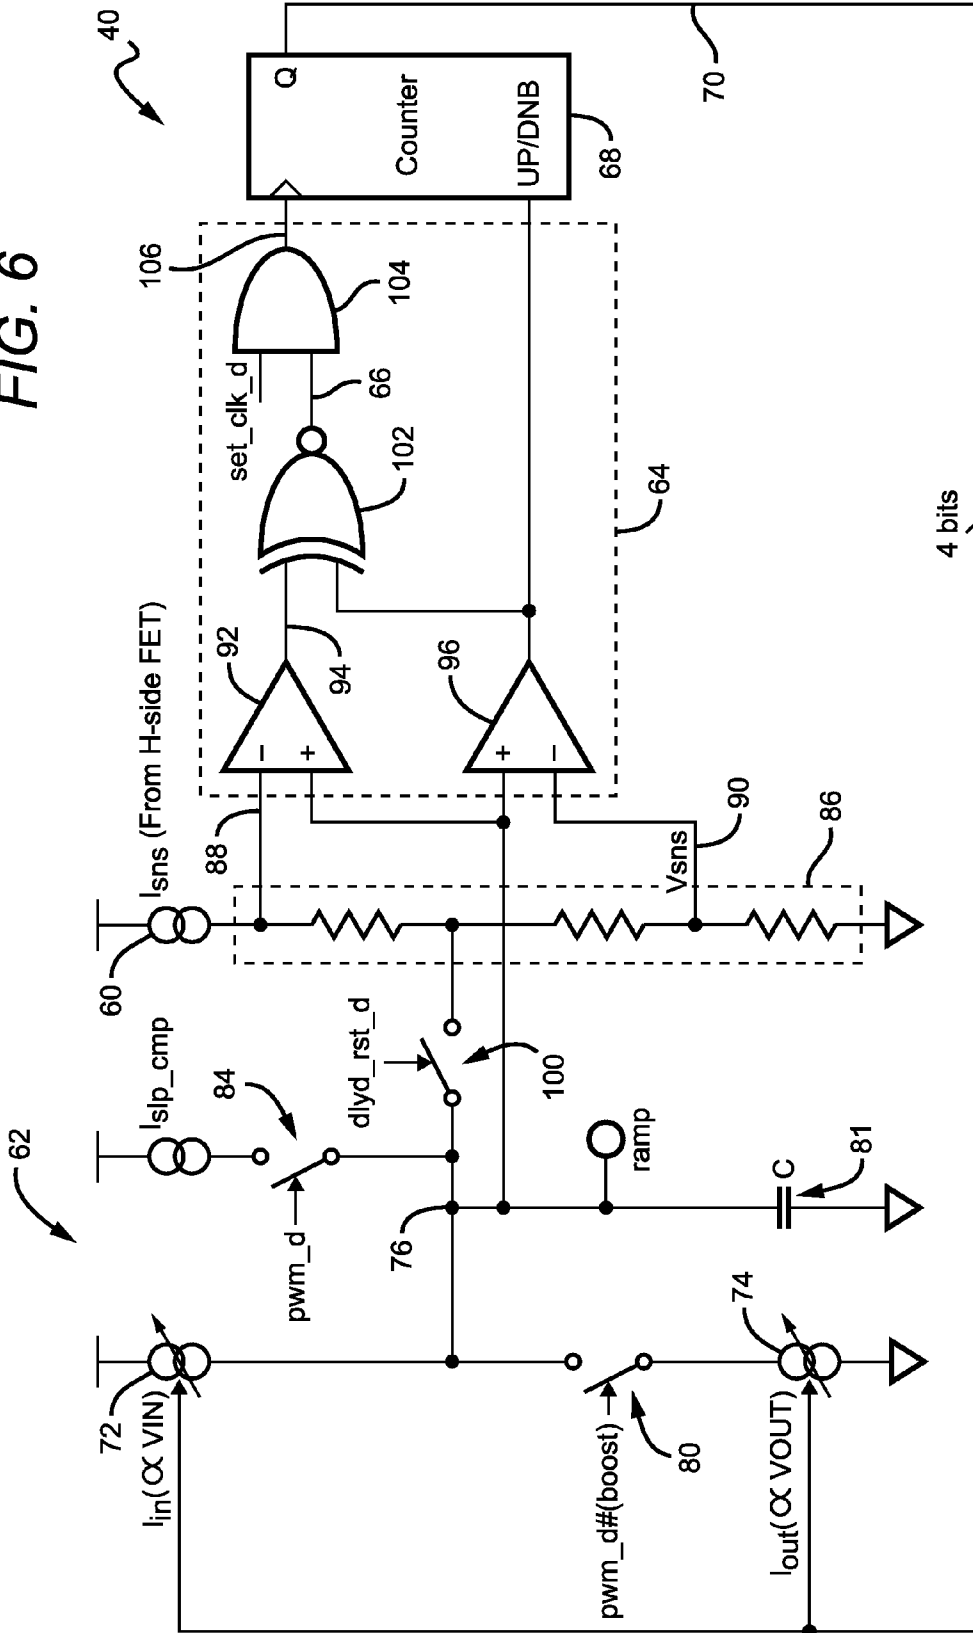 FIG. 6
40
62
60
Isns (From H-side FET)
Islp_cmp
84
pwm_d
72
Iin(∝ VIN)
76
dlyd_rst_d
100
88
92
94
96
−
+
+
−
set_clk_d
66
102
104
106
Q
Counter
UP/DNB
68
70
64
4 bits
Vsns
90
86
ramp
C
81
74
80
pwm_d#(boost)
Iout(∝ VOUT)